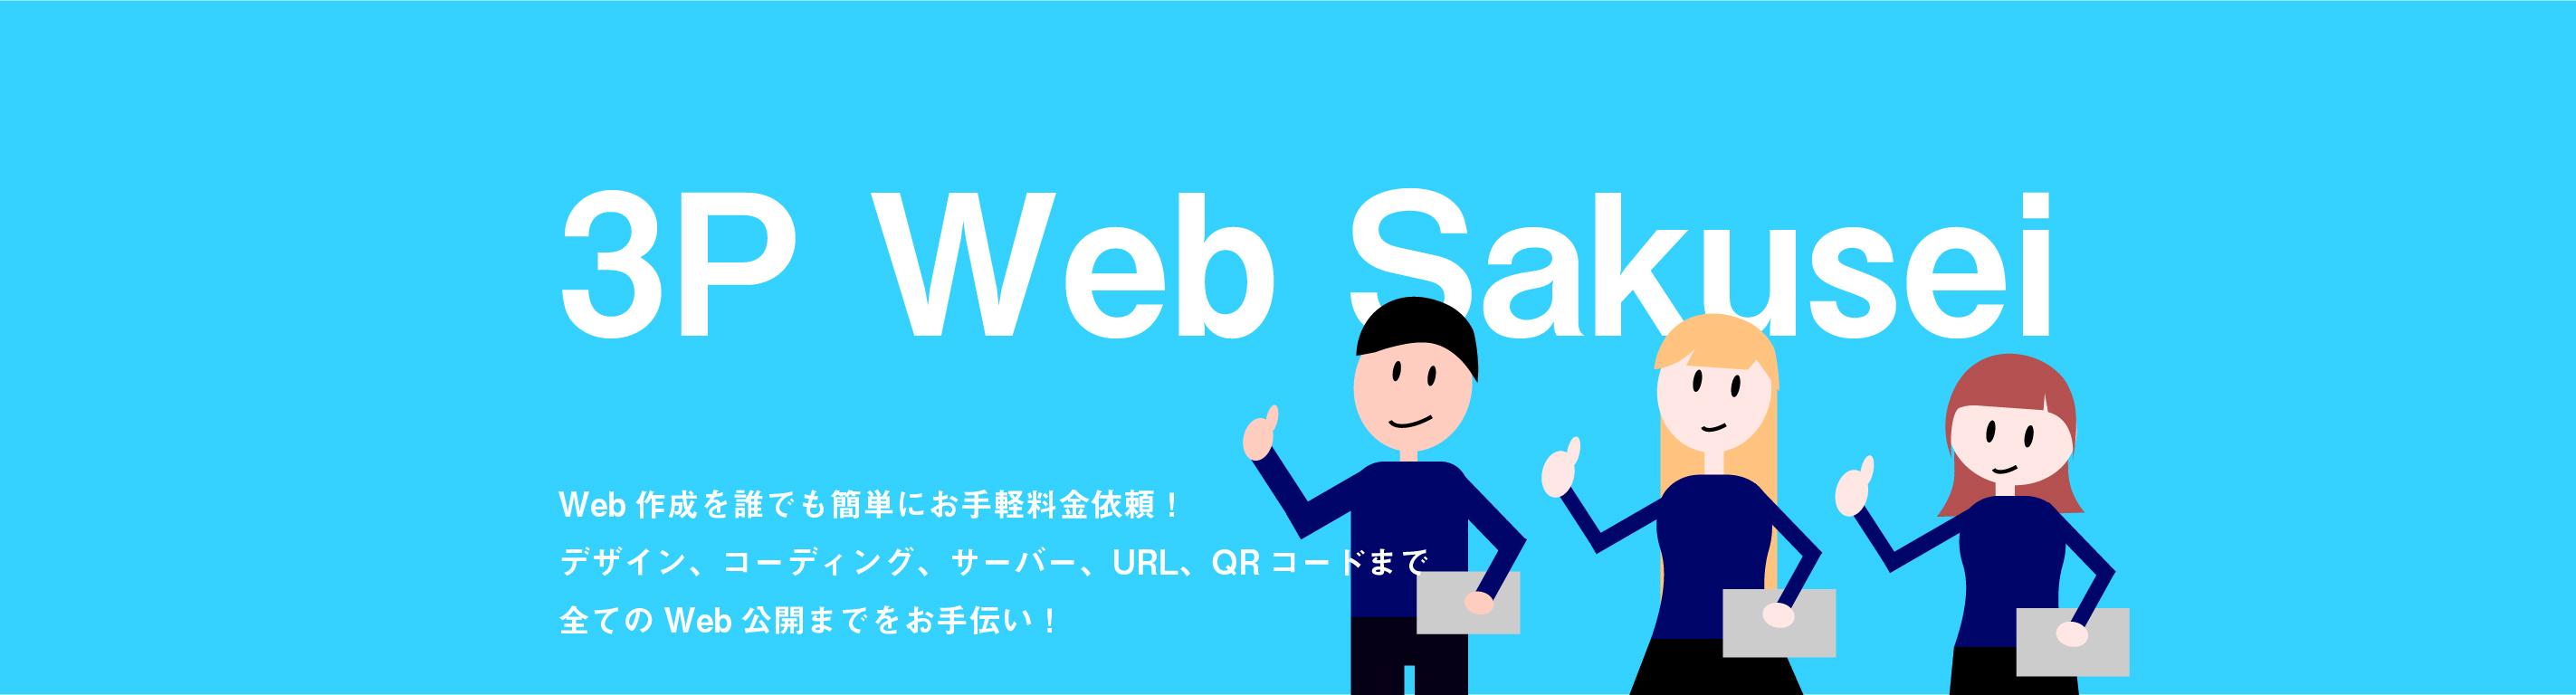 3P Web Sakusei
Web 作成を誰でも簡単にお手軽料金依頼！
デザイン、コーディング、サーバー、URL、QR コードまで
全ての Web 公開までをお手伝い！